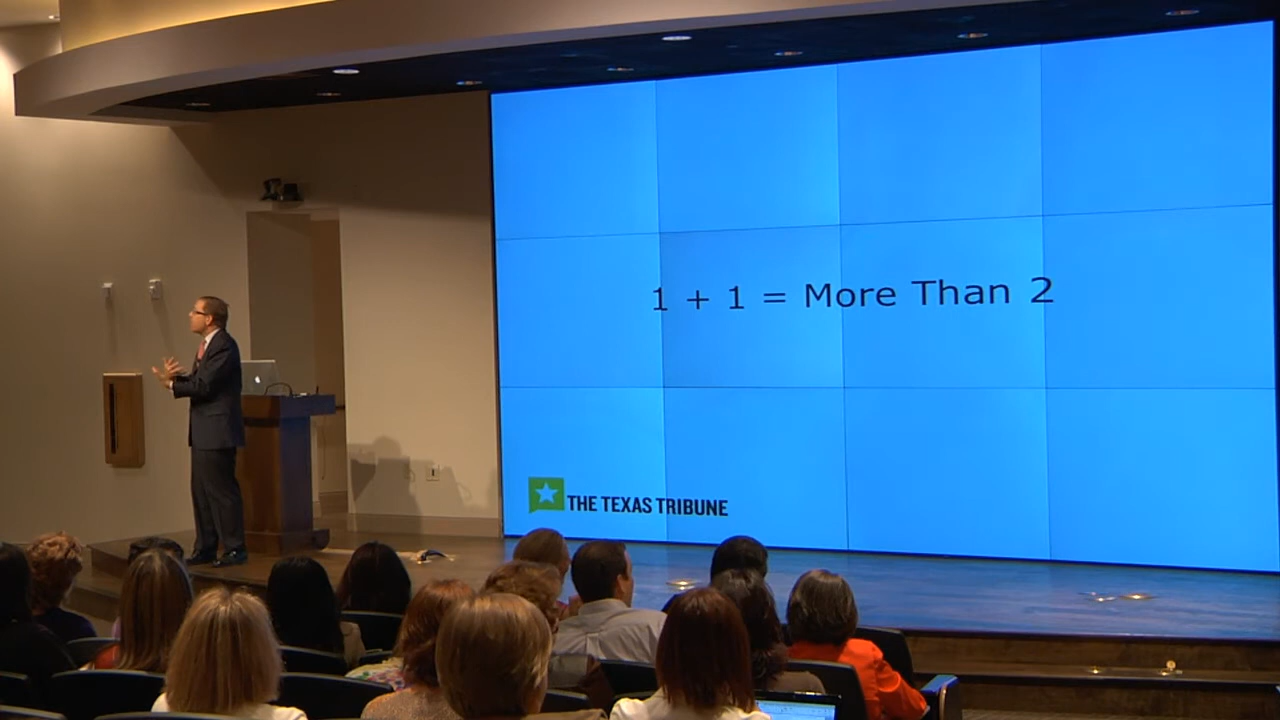 1 + 1 = More Than 2
THE TEXAS TRIBUNE